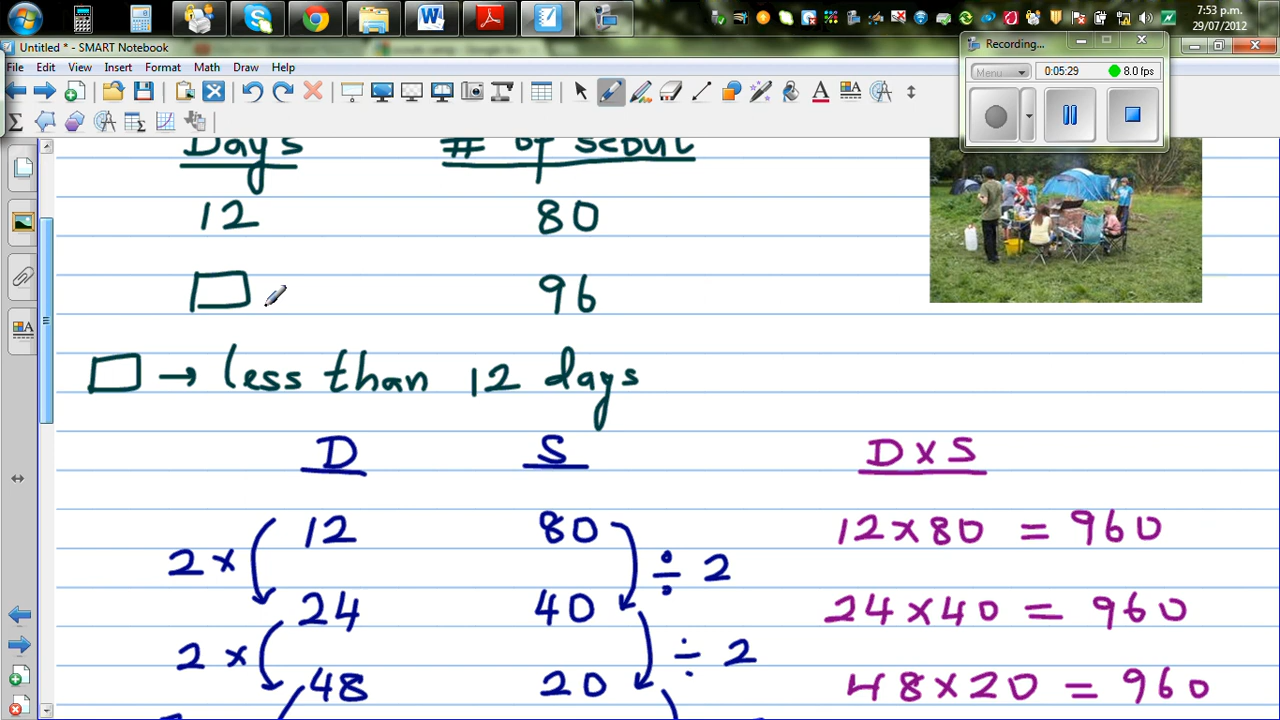 7:53 p.m.
29/07/2012
Untitled * - SMART Notebook
File Edit View Insert Format Math Draw Help
Recording...
Menu 0:05:29 8.0 fps
Days # of scout
12 80
96
→ less than 12 days
D S D x S
12 80 12 x 80 = 960
2 x ÷ 2
24 40 24 x 40 = 960
2 x ÷ 2
48 20 48 x 20 = 960